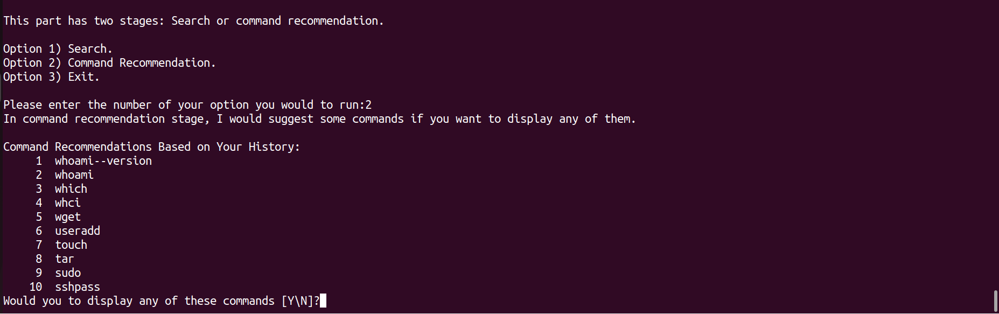 This part has two stages: Search or command recommendation.
Option 1) Search.
Option 2) Command Recommendation.
Option 3) Exit.
Please enter the number of your option you would to run:2
In command recommendation stage, I would suggest some commands if you want to display any of them.
Command Recommendations Based on Your History:
1 whoami--version
2 whoami
3 which
4 whci
5 wget
6 useradd
7 touch
8 tar
9 sudo
10 sshpass
Would you to display any of these commands [Y\N]?